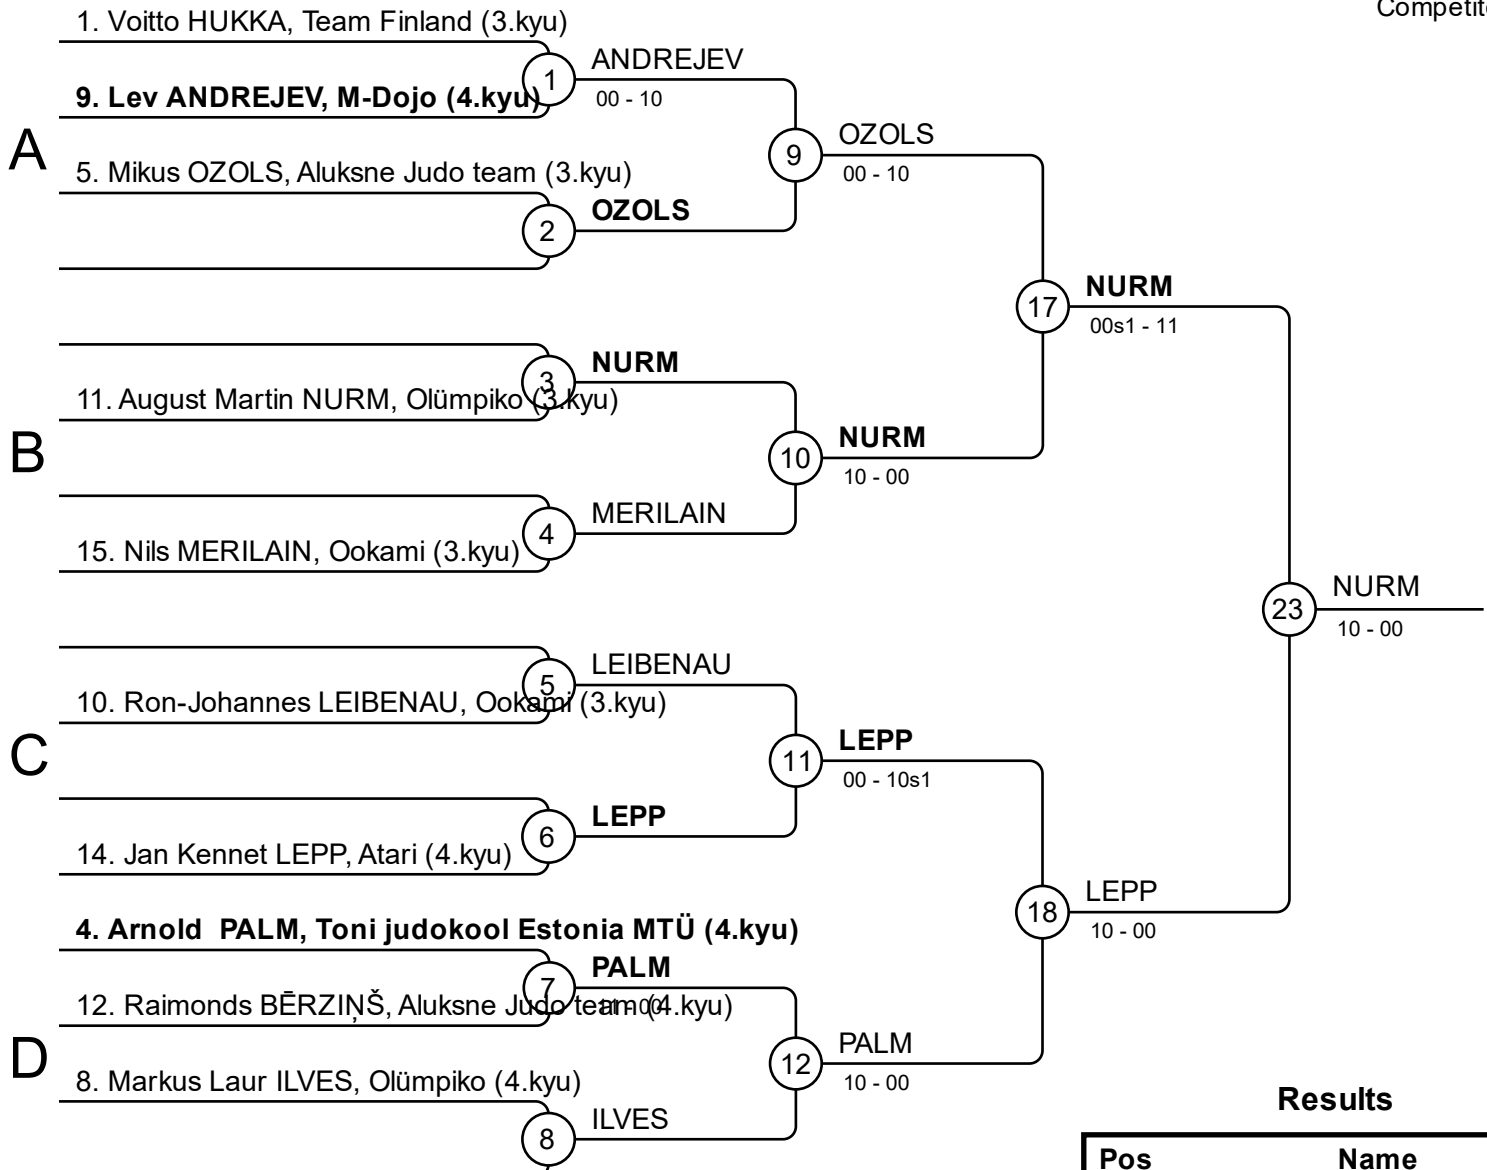 Competito
1. Voitto HUKKA, Team Finland (3.kyu)
1
ANDREJEV
00 - 10
9. Lev ANDREJEV, M-Dojo (4.kyu)
A
9
OZOLS
00 - 10
5. Mikus OZOLS, Aluksne Judo team (3.kyu)
2
OZOLS
17
NURM
00s1 - 11
3
NURM
11. August Martin NURM, Olümpiko (3.kyu)
B
10
NURM
10 - 00
4
MERILAIN
15. Nils MERILAIN, Ookami (3.kyu)
23
NURM
10 - 00
5
LEIBENAU
10. Ron-Johannes LEIBENAU, Ookami (3.kyu)
C
11
LEPP
00 - 10s1
6
LEPP
14. Jan Kennet LEPP, Atari (4.kyu)
18
LEPP
10 - 00
4. Arnold  PALM, Toni judokool Estonia MTÜ (4.kyu)
7
PALM
12. Raimonds BĒRZIŅŠ, Aluksne Judo team (4.kyu)
D
12
PALM
10 - 00
8. Markus Laur ILVES, Olümpiko (4.kyu)
8
ILVES
Results
Pos Name